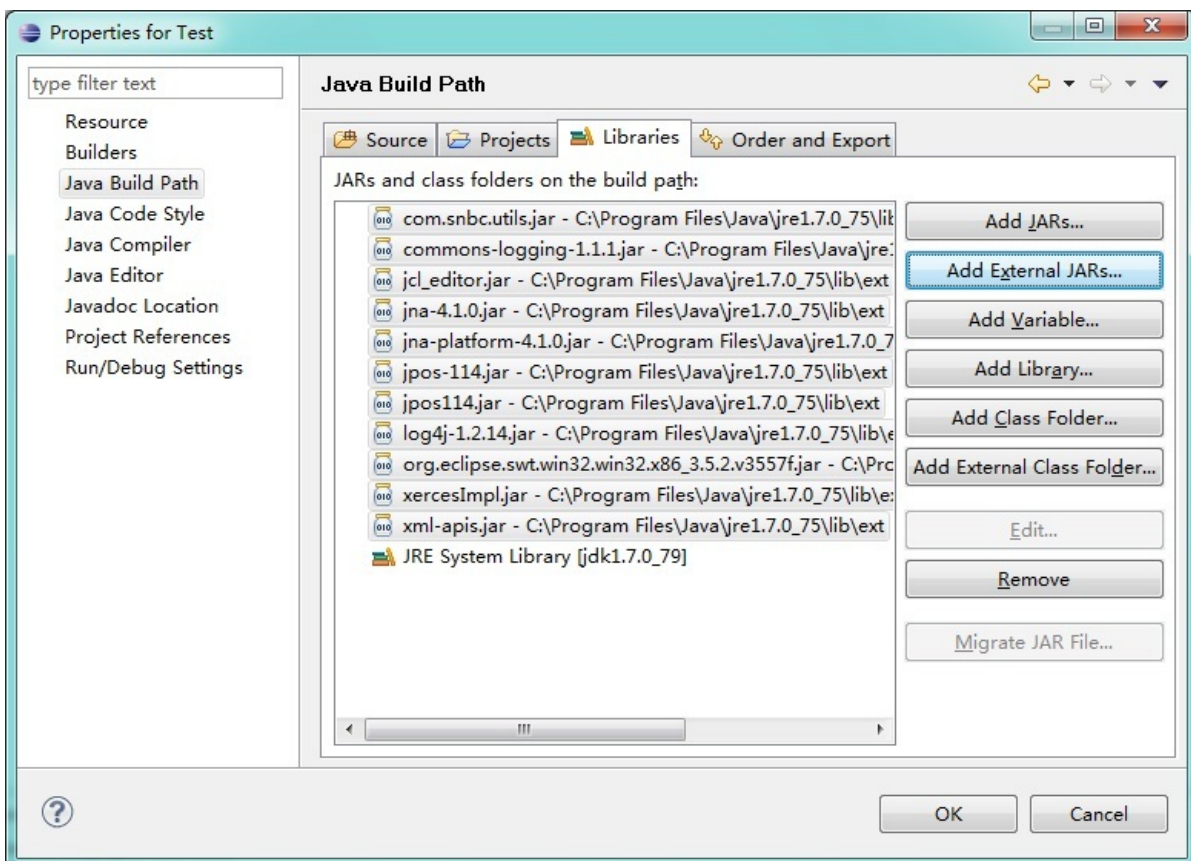 Properties for Test
type filter text
Resource
Builders
Java Build Path
Java Code Style
Java Compiler
Java Editor
Javadoc Location
Project References
Run/Debug Settings
Java Build Path
Source
Projects
Libraries
Order and Export
JARs and class folders on the build path:
com.snbc.utils.jar - C:\Program Files\Java\jre1.7.0_75\lib
commons-logging-1.1.1.jar - C:\Program Files\Java\jre1
jcl_editor.jar - C:\Program Files\Java\jre1.7.0_75\lib\ext
jna-4.1.0.jar - C:\Program Files\Java\jre1.7.0_75\lib\ext
jna-platform-4.1.0.jar - C:\Program Files\Java\jre1.7.0_7
jpos-114.jar - C:\Program Files\Java\jre1.7.0_75\lib\ext
jpos114.jar - C:\Program Files\Java\jre1.7.0_75\lib\ext
log4j-1.2.14.jar - C:\Program Files\Java\jre1.7.0_75\lib\e
org.eclipse.swt.win32.win32.x86_3.5.2.v3557f.jar - C:\Prc
xercesImpl.jar - C:\Program Files\Java\jre1.7.0_75\lib\e
xml-apis.jar - C:\Program Files\Java\jre1.7.0_75\lib\ext
JRE System Library [jdk1.7.0_79]
Add JARs...
Add External JARs...
Add Variable...
Add Library...
Add Class Folder...
Add External Class Folder...
Edit...
Remove
Migrate JAR File...
OK
Cancel